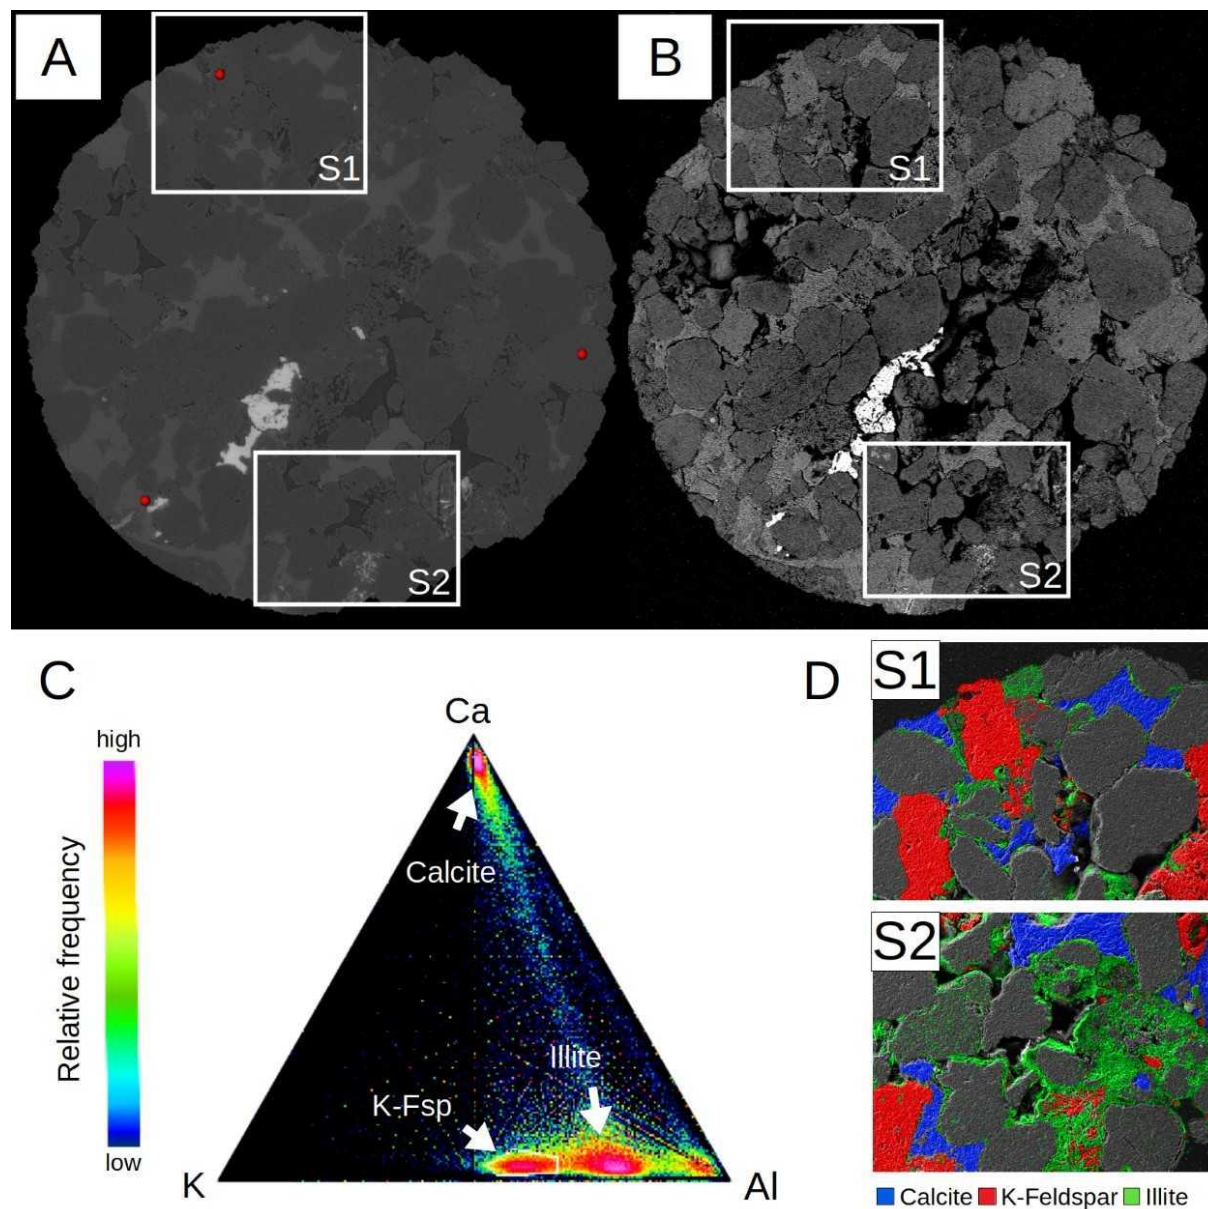 A
B
S1
S1
S2
S2
C
D
S1
S2
high
Relative frequency
low
Ca
Calcite
Illite
K-Fsp
K
Al
Calcite K-Feldspar Illite